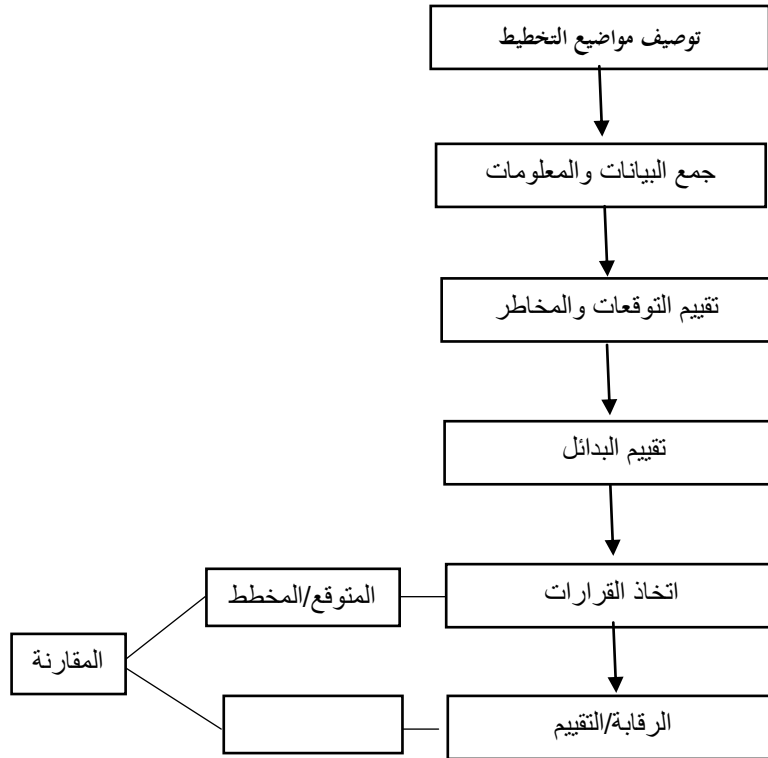 توصيف مواضيع التخطيط
جمع البيانات والمعلومات
تقييم التوقعات والمخاطر
تقييم البدائل
اتخاذ القرارات
المتوقع/المخطط
المقارنة
الرقابة/التقييم